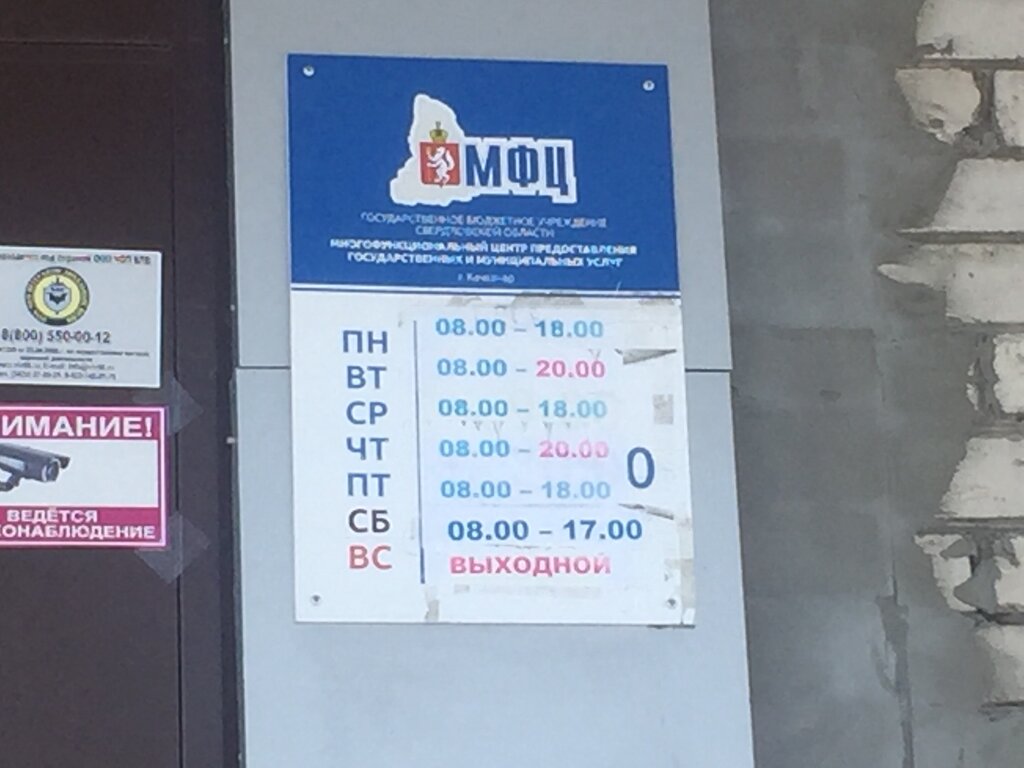 МФЦ
ГОСУДАРСТВЕННОЕ БЮДЖЕТНОЕ УЧРЕЖДЕНИЕ
СВЕРДЛОВСКОЙ ОБЛАСТИ
МНОГОФУНКЦИОНАЛЬНЫЙ ЦЕНТР ПРЕДОСТАВЛЕНИЯ
ГОСУДАРСТВЕННЫХ И МУНИЦИПАЛЬНЫХ УСЛУГ
г. Качканар
ПН 08.00 – 18.00
ВТ 08.00 – 20.00
СР 08.00 – 18.00
ЧТ 08.00 – 20.00
0
ПТ 08.00 – 18.00
СБ 08.00 – 17.00
ВС ВЫХОДНОЙ
8(800) 550-00-12
ИМАНИЕ!
ВЕДЁТСЯ
ОНАБЛЮДЕНИЕ